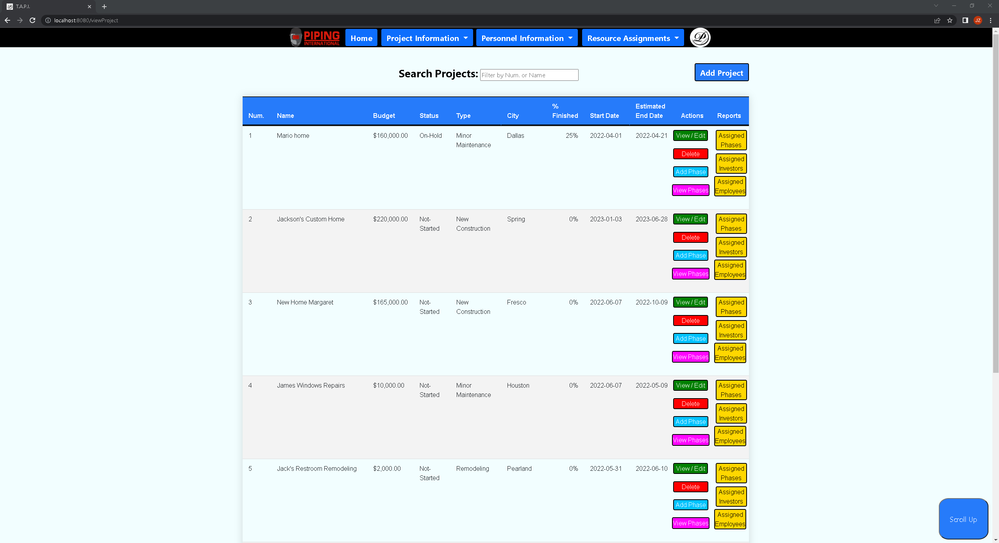 T.A.P.I.
localhost:8080/viewProject
JZ
PIPING
INTERNATIONAL
Home
Project Information
Personnel Information
Resource Assignments
Search Projects:
Filter by Num. or Name
Add Project
Num. Name Budget Status Type City % Finished Start Date Estimated End Date Actions Reports
1 Mario home $160,000.00 On-Hold Minor Maintenance Dallas 25% 2022-04-01 2022-04-21
View / Edit
Delete
Add Phase
View Phases
Assigned
Phases
Assigned
Investors
Assigned
Employees
2 Jackson's Custom Home $220,000.00 Not-Started New Construction Spring 0% 2023-01-03 2023-06-28
View / Edit
Delete
Add Phase
View Phases
Assigned
Phases
Assigned
Investors
Assigned
Employees
3 New Home Margaret $165,000.00 Not-Started New Construction Fresco 0% 2022-06-07 2022-10-09
View / Edit
Delete
Add Phase
View Phases
Assigned
Phases
Assigned
Investors
Assigned
Employees
4 James Windows Repairs $10,000.00 Not-Started Minor Maintenance Houston 0% 2022-06-07 2022-05-09
View / Edit
Delete
Add Phase
View Phases
Assigned
Phases
Assigned
Investors
Assigned
Employees
5 Jack's Restroom Remodeling $2,000.00 Not-Started Remodeling Pearland 0% 2022-05-31 2022-06-10
View / Edit
Delete
Add Phase
View Phases
Assigned
Phases
Assigned
Investors
Assigned
Employees
Scroll Up